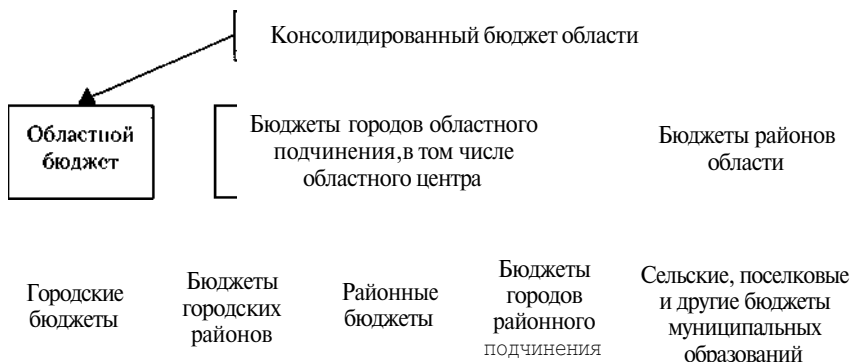 Консолидированный бюджет области
Областной
бюджет
Бюджеты городов областного
подчинения,в том числе
областного центра
Бюджеты районов
области
Городские
бюджеты
Бюджеты
городских
районов
Районные
бюджеты
Бюджеты
городов
районного
подчинения
Сельские, поселковые
и другие бюджеты
муниципальных
образований